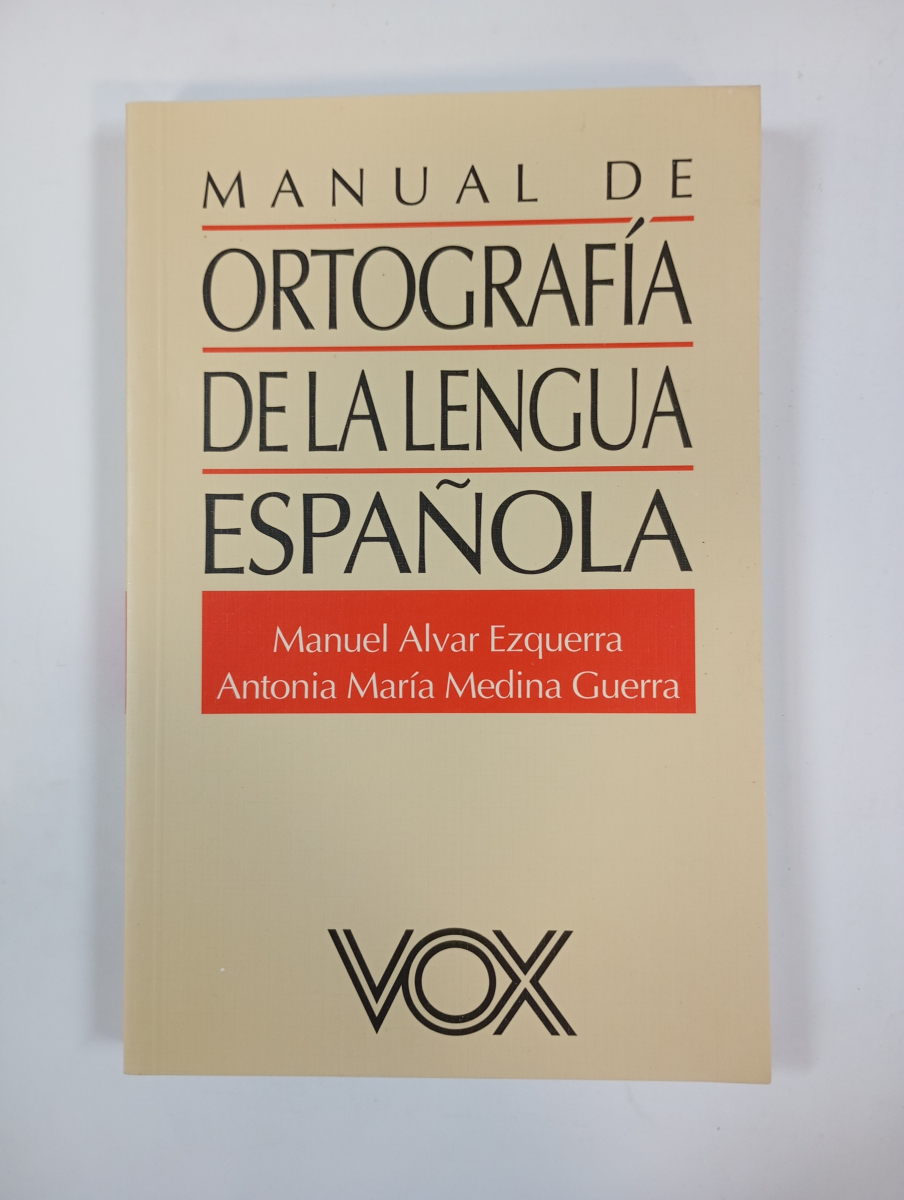 MANUAL DE
ORTOGRAFÍA
DE LA LENGUA
ESPAÑOLA
Manuel Alvar Ezquerra
Antonia María Medina Guerra
VOX